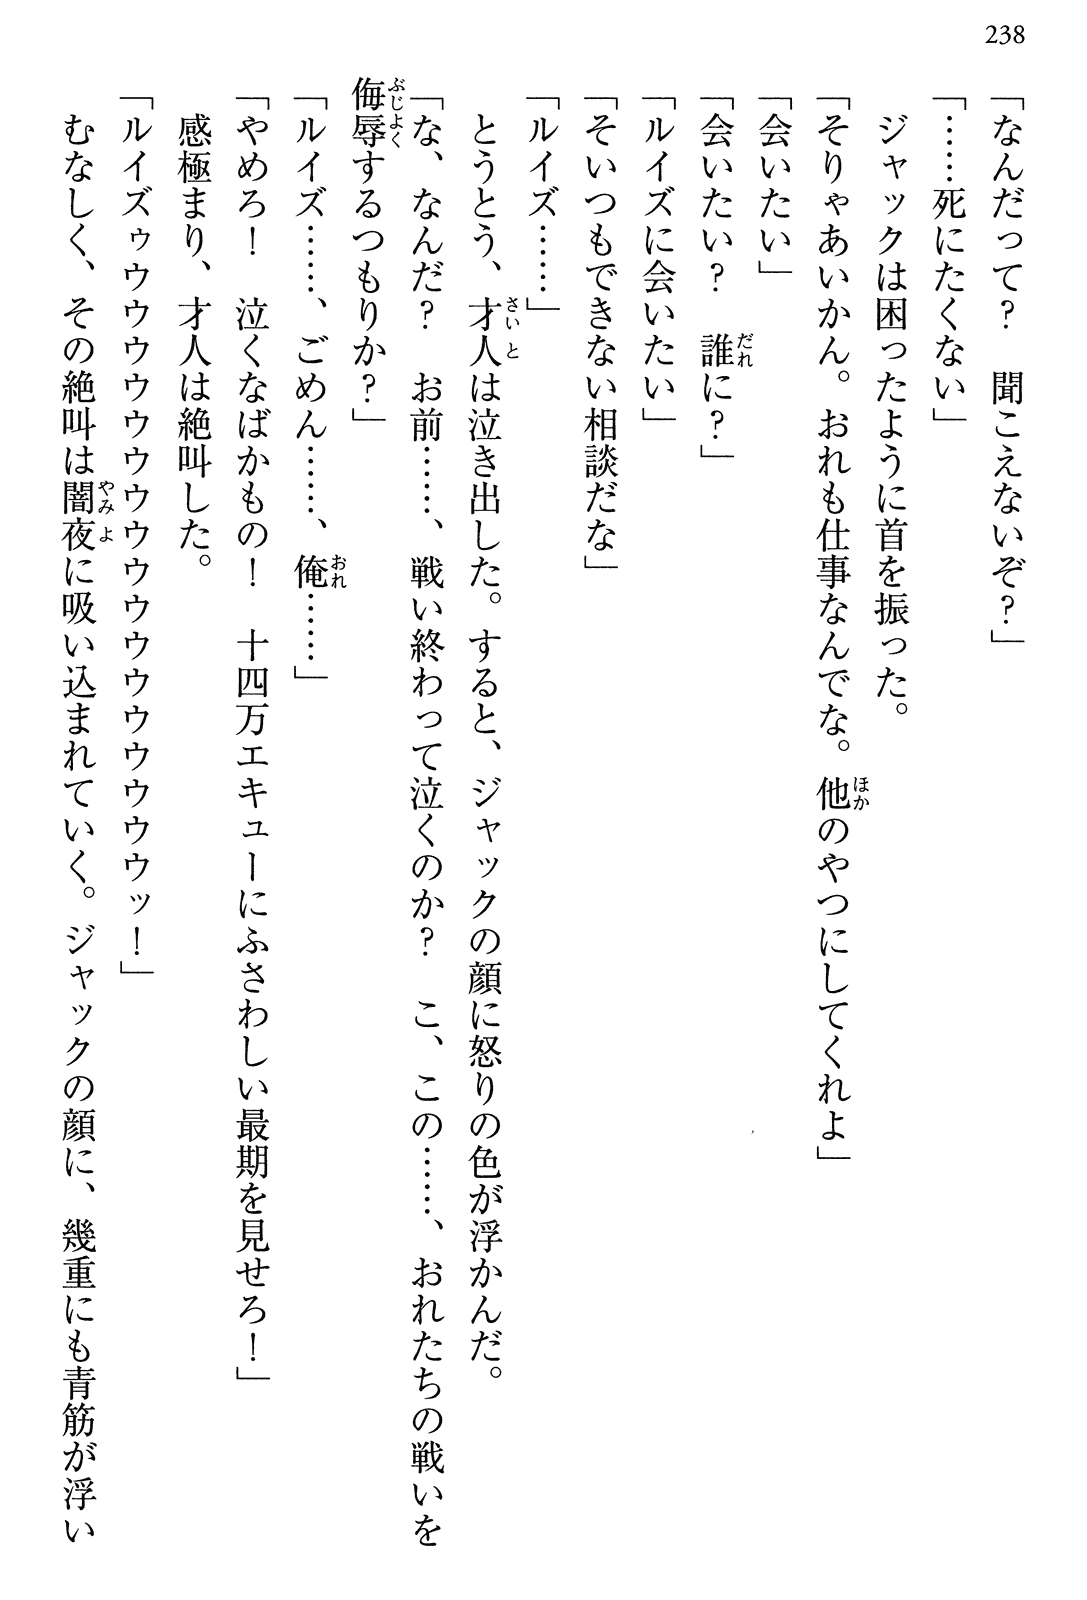 238
「なんだって？　聞こえないぞ？」
「……死にたくない」
　ジャックは困ったように首を振った。
「そりゃあいかん。おれも仕事なんでな。他のやつにしてくれよ」
「会いたい」
「会いたい？　誰に？」
「ルイズに会いたい」
「そいつもできない相談だな」
「ルイズ……」
　とうとう、才人は泣き出した。すると、ジャックの顔に怒りの色が浮かんだ。
「な、なんだ？　お前……、戦い終わって泣くのか？　こ、この……、おれたちの戦いを
侮辱するつもりか？」
「ルイズ……、ごめん……、俺……」
「やめろ！　泣くなばかもの！　十四万エキューにふさわしい最期を見せろ！」
　感極まり、才人は絶叫した。
「ルイズゥウウウウウウウウウウウウウウウウッ！」
　むなしく、その絶叫は闇夜に吸い込まれていく。ジャックの顔に、幾重にも青筋が浮い